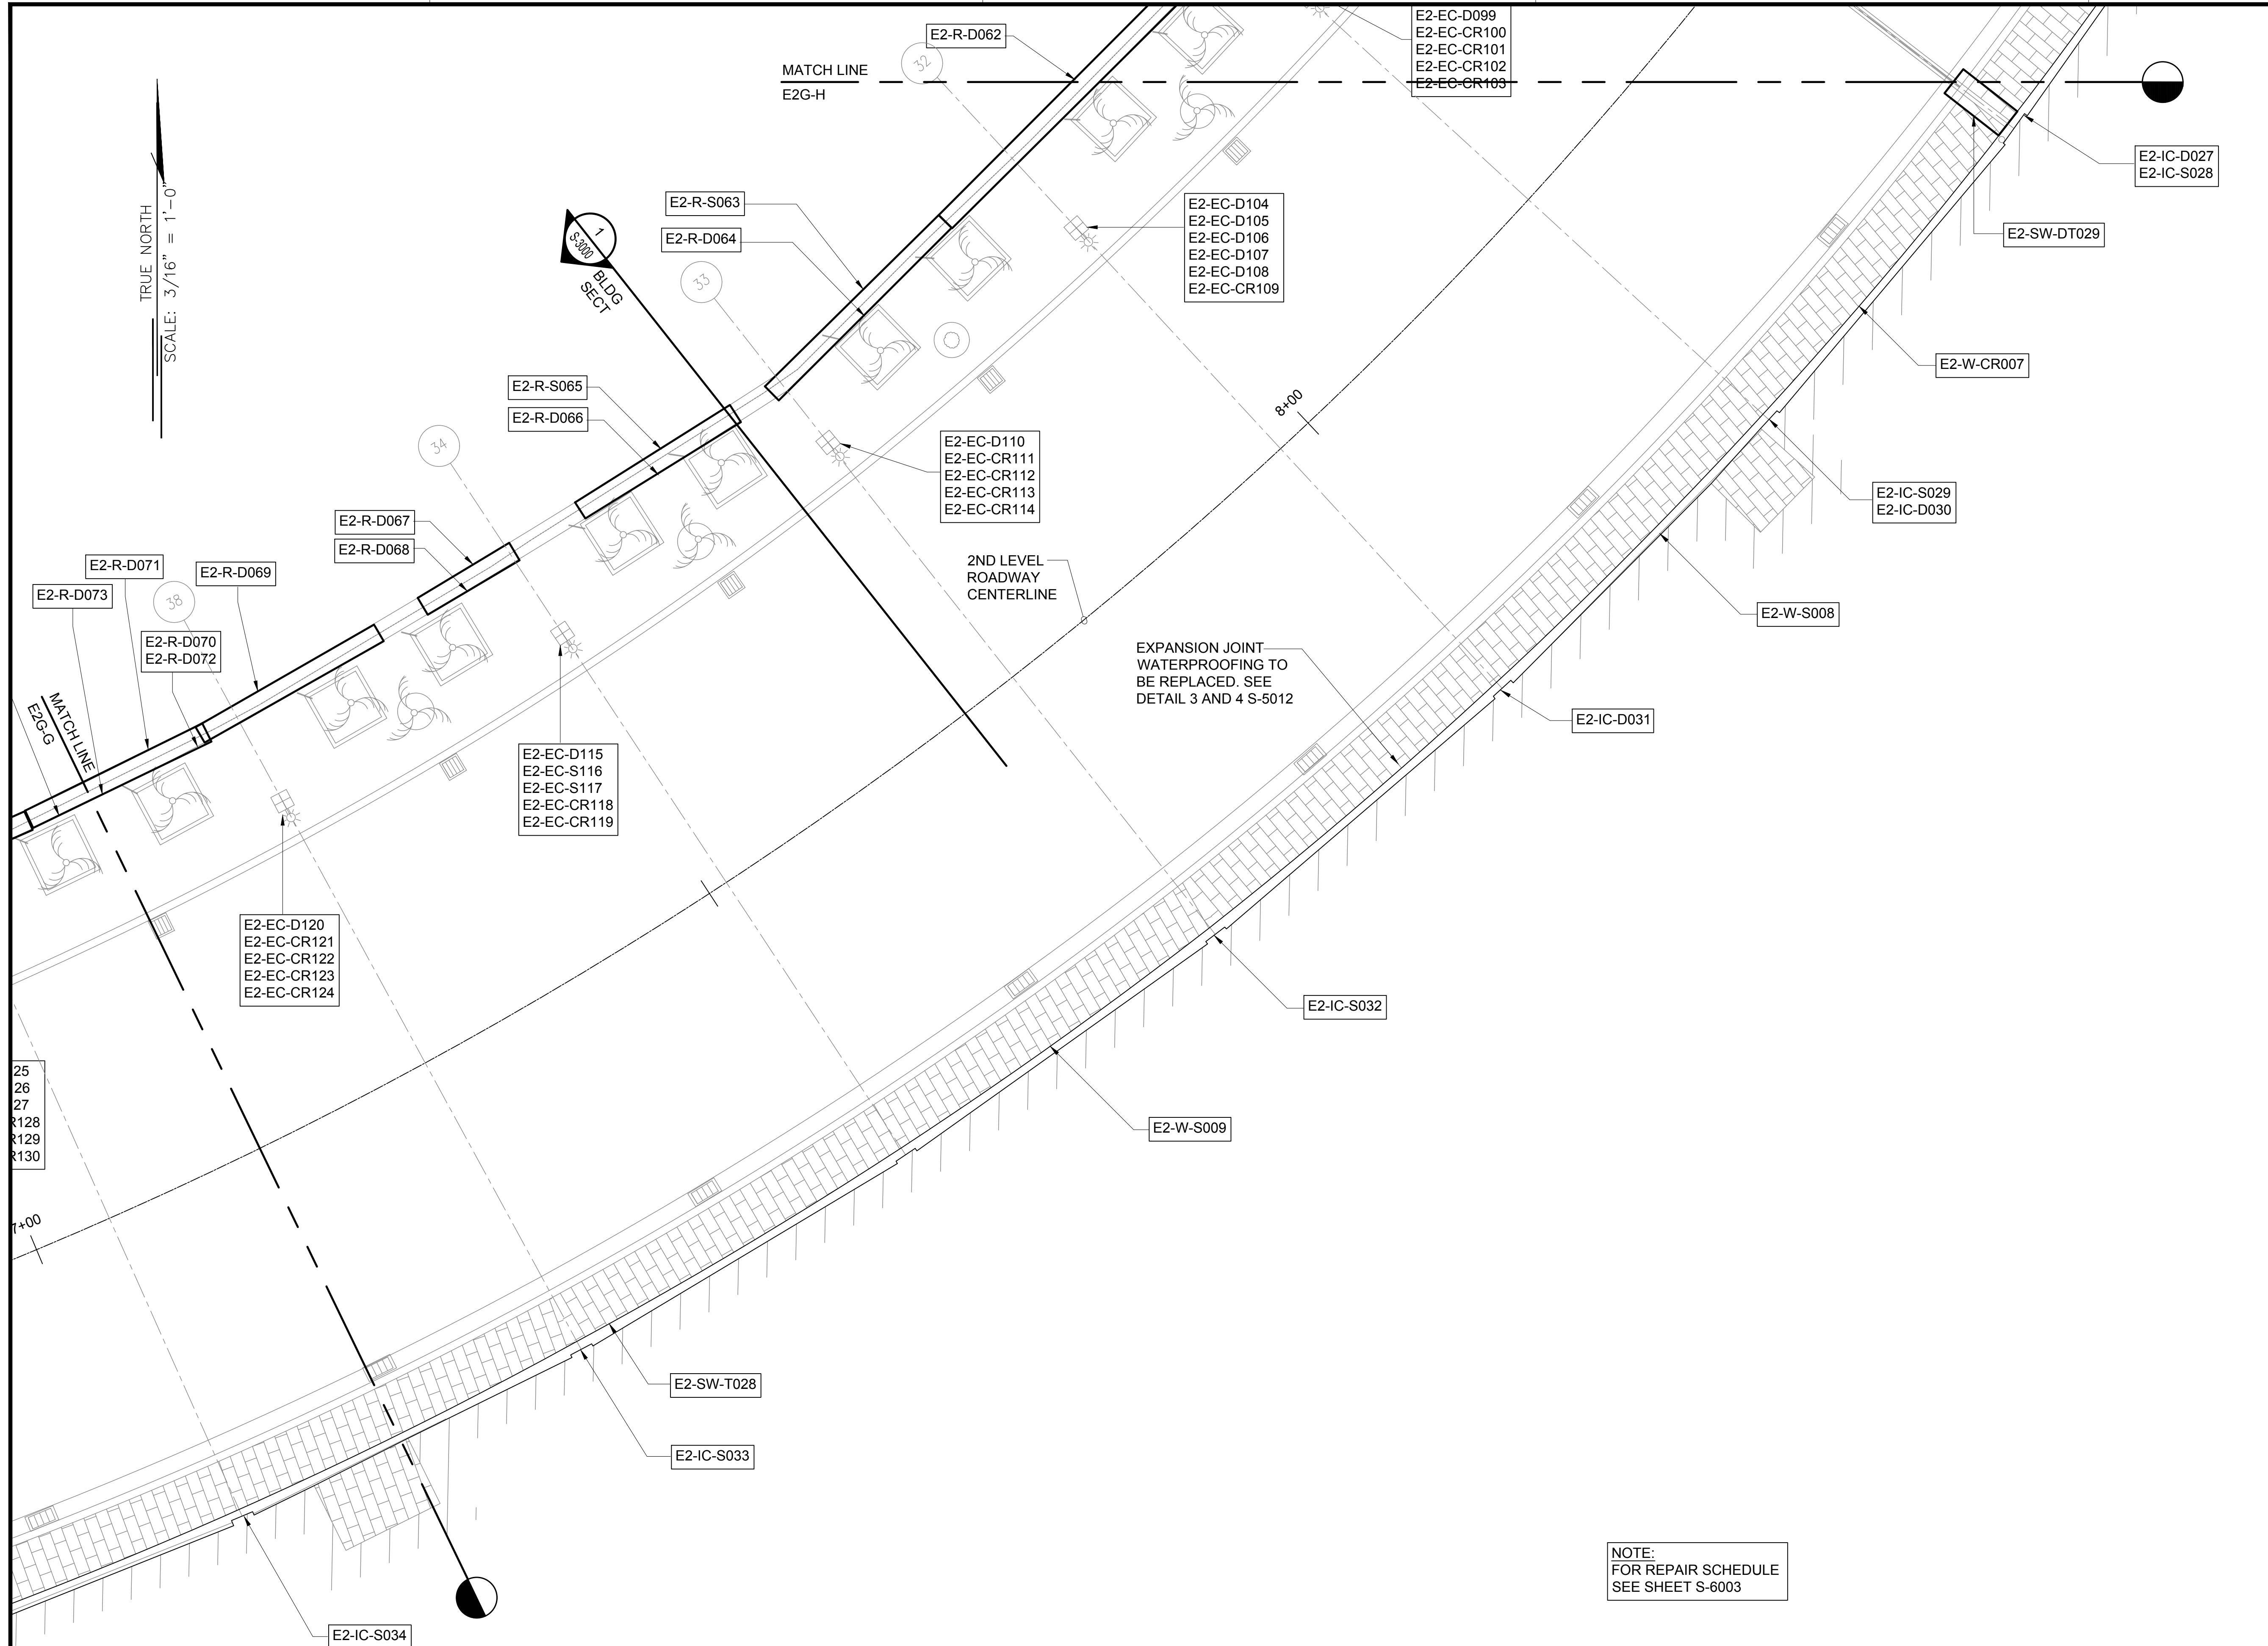 E2-R-D062
32
MATCH LINE
E2G-H
E2-EC-D099
E2-EC-CR100
E2-EC-CR101
E2-EC-CR102
E2-EC-CR103
E2-IC-D027
E2-IC-S028
E2-SW-DT029
TRUE NORTH
SCALE: 3/16" = 1'-0"
E2-R-S063
E2-R-D064
1
S-3000
BLDG
SECT
33
E2-EC-D104
E2-EC-D105
E2-EC-D106
E2-EC-D107
E2-EC-D108
E2-EC-CR109
E2-W-CR007
E2-R-S065
E2-R-D066
8+00
34
E2-EC-D110
E2-EC-CR111
E2-EC-CR112
E2-EC-CR113
E2-EC-CR114
E2-IC-S029
E2-IC-D030
E2-R-D067
E2-R-D068
E2-R-D071
E2-R-D069
E2-R-D073
38
E2-R-D070
E2-R-D072
2ND LEVEL
ROADWAY
CENTERLINE
E2-W-S008
EXPANSION JOINT
WATERPROOFING TO
BE REPLACED. SEE
DETAIL 3 AND 4 S-5012
E2-IC-D031
MATCH LINE
E2G-G
E2-EC-D115
E2-EC-S116
E2-EC-S117
E2-EC-CR118
E2-EC-CR119
E2-EC-D120
E2-EC-CR121
E2-EC-CR122
E2-EC-CR123
E2-EC-CR124
E2-IC-S032
25
26
27
R128
R129
R130
E2-W-S009
7+00
E2-SW-T028
E2-IC-S033
NOTE:
FOR REPAIR SCHEDULE
SEE SHEET S-6003
E2-IC-S034